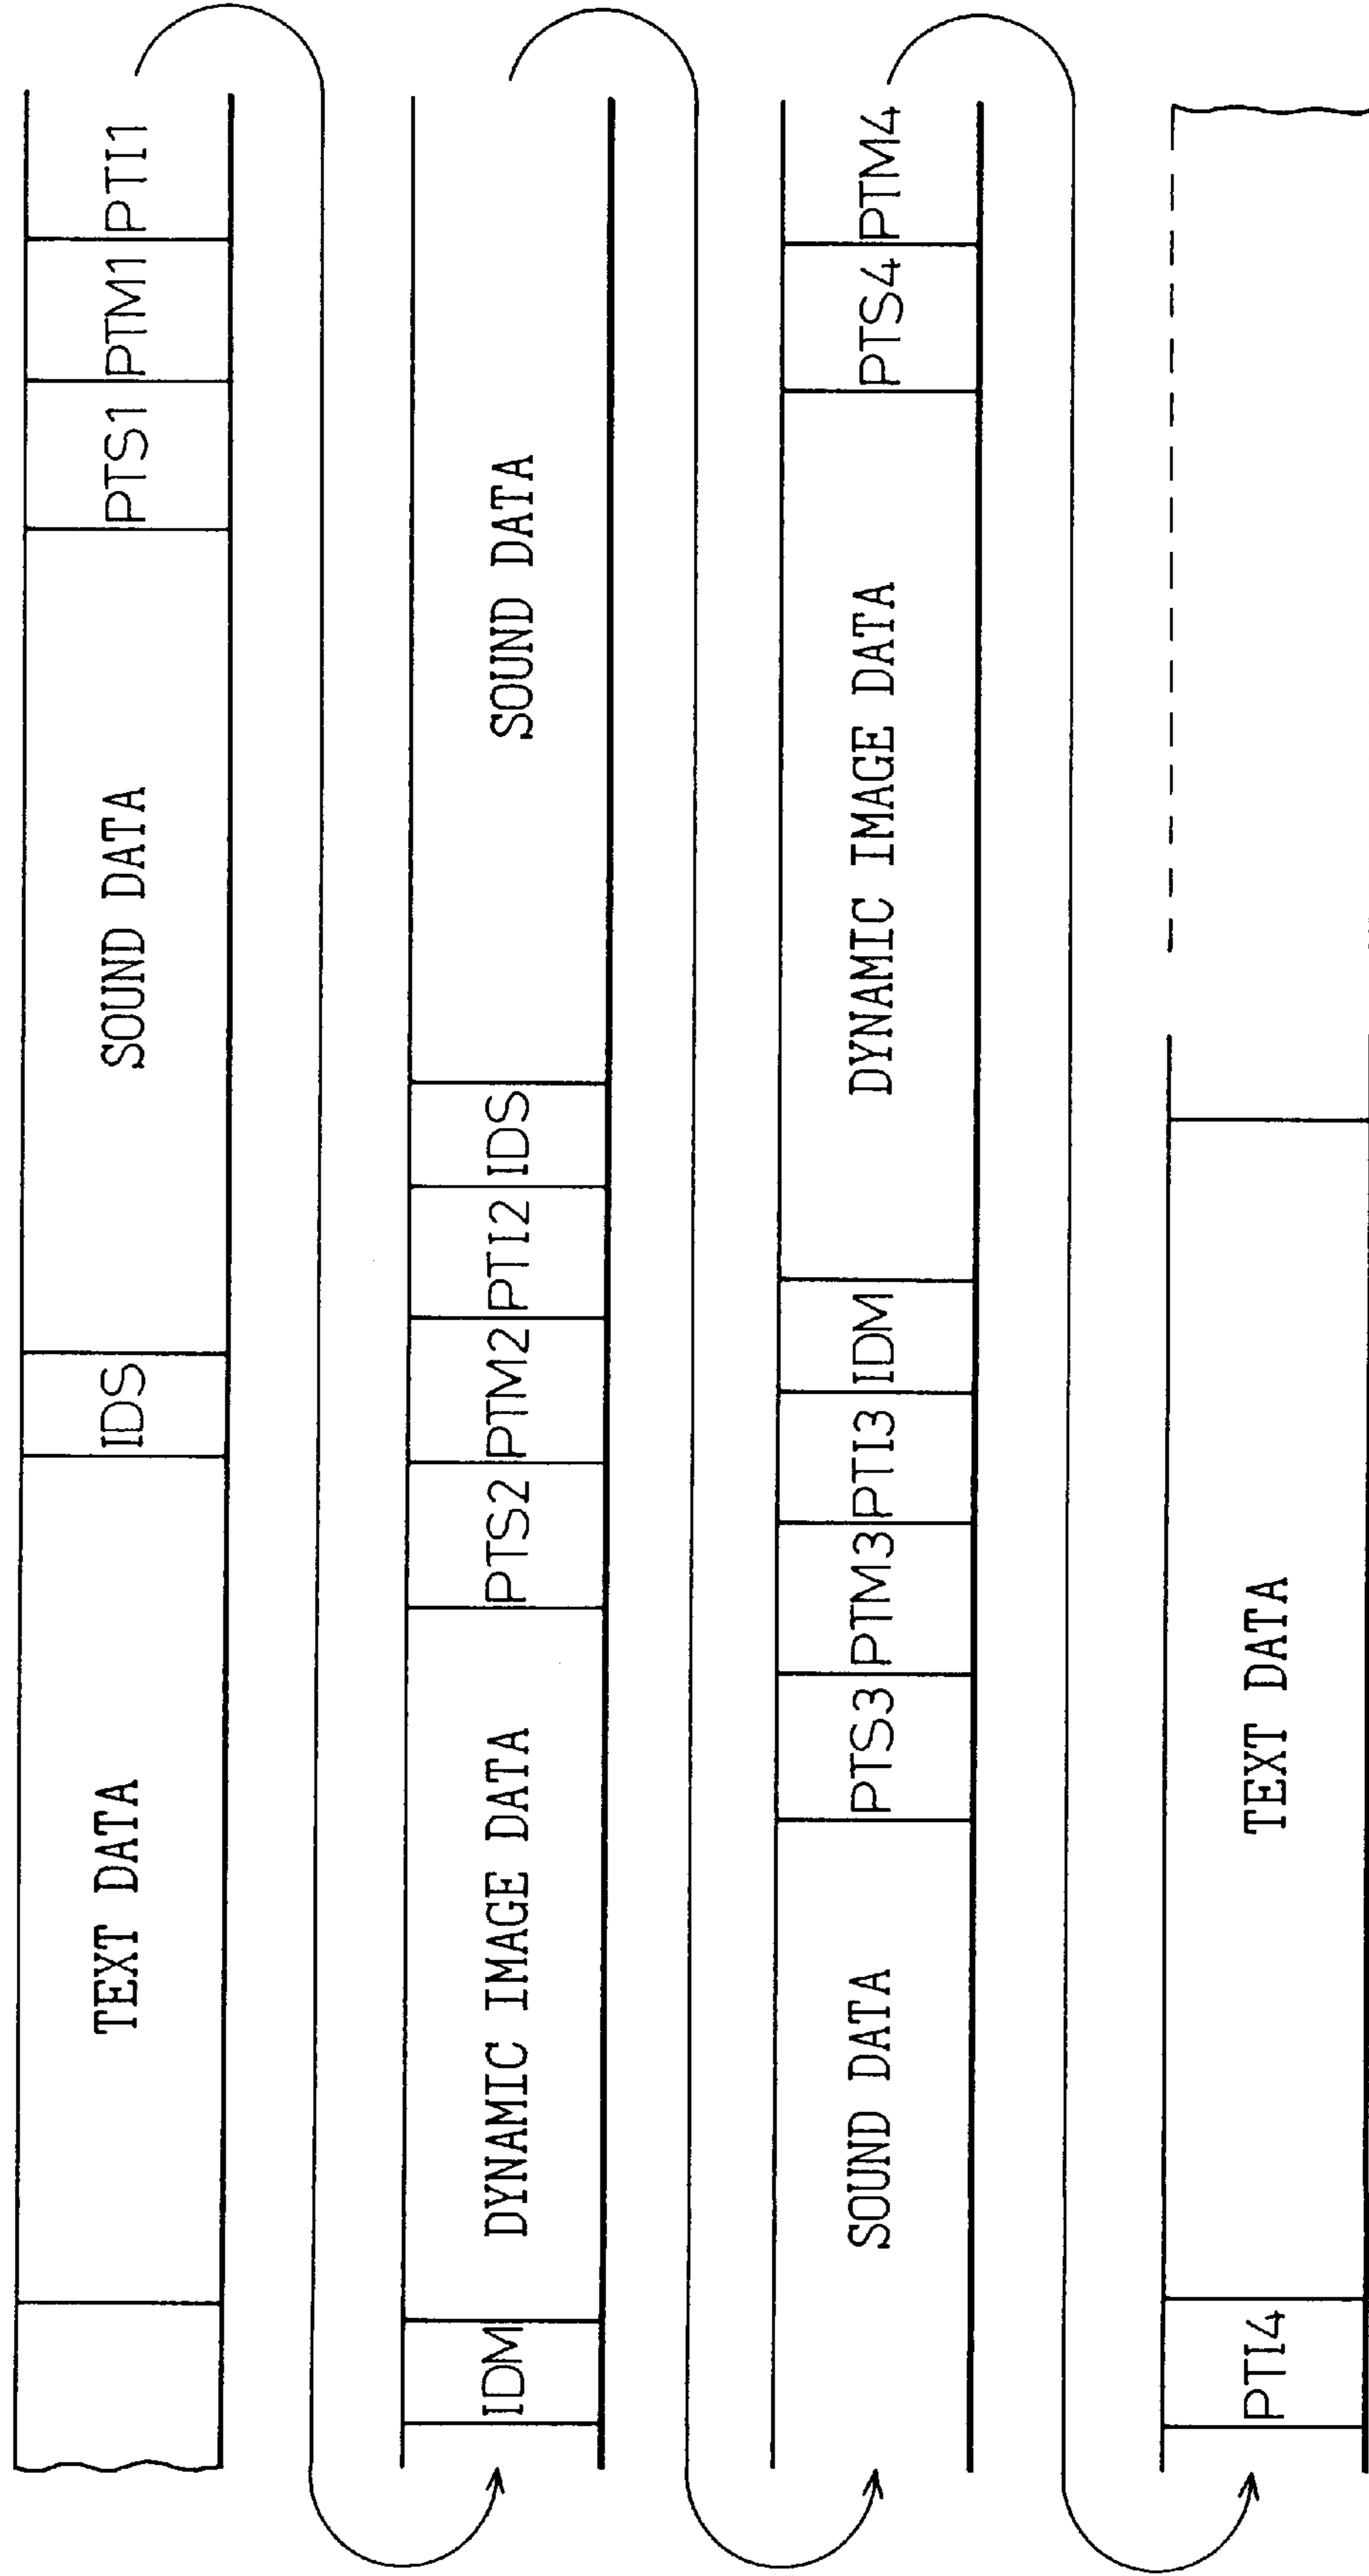 TEXT DATA IDS SOUND DATA PTS1 PTM1 PTI1
IDM DYNAMIC IMAGE DATA PTS2 PTM2 PTI2 IDS SOUND DATA
SOUND DATA PTS3 PTM3 PTI3 IDM DYNAMIC IMAGE DATA PTS4 PTM4
PTI4 TEXT DATA